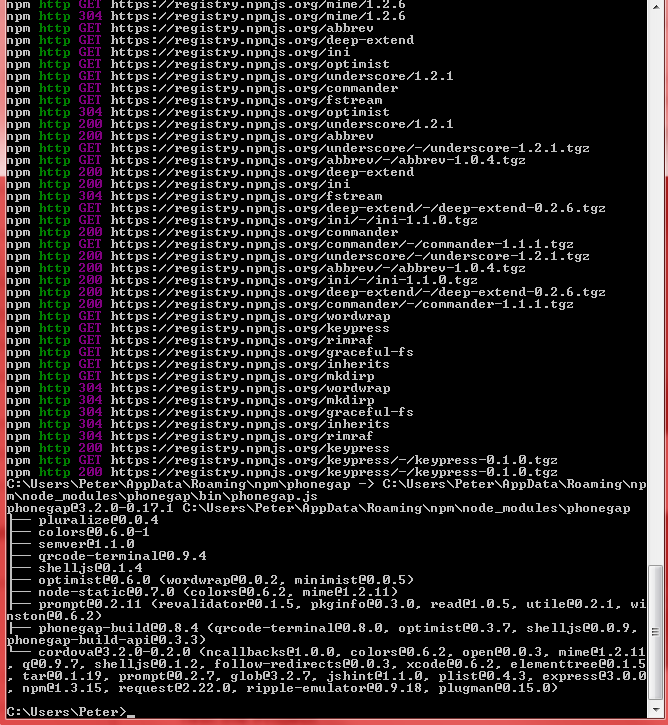 npm http GET https://registry.npmjs.org/mime/1.2.6
npm http 304 https://registry.npmjs.org/mime/1.2.6
npm http GET https://registry.npmjs.org/abbrev
npm http GET https://registry.npmjs.org/deep-extend
npm http GET https://registry.npmjs.org/ini
npm http GET https://registry.npmjs.org/optimist
npm http GET https://registry.npmjs.org/underscore/1.2.1
npm http GET https://registry.npmjs.org/commander
npm http GET https://registry.npmjs.org/fstream
npm http 304 https://registry.npmjs.org/optimist
npm http 200 https://registry.npmjs.org/underscore/1.2.1
npm http 200 https://registry.npmjs.org/abbrev
npm http GET https://registry.npmjs.org/underscore/-/underscore-1.2.1.tgz
npm http GET https://registry.npmjs.org/abbrev/-/abbrev-1.0.4.tgz
npm http 200 https://registry.npmjs.org/deep-extend
npm http 200 https://registry.npmjs.org/ini
npm http 304 https://registry.npmjs.org/fstream
npm http GET https://registry.npmjs.org/deep-extend/-/deep-extend-0.2.6.tgz
npm http GET https://registry.npmjs.org/ini/-/ini-1.1.0.tgz
npm http 200 https://registry.npmjs.org/commander
npm http GET https://registry.npmjs.org/commander/-/commander-1.1.1.tgz
npm http 200 https://registry.npmjs.org/underscore/-/underscore-1.2.1.tgz
npm http 200 https://registry.npmjs.org/abbrev/-/abbrev-1.0.4.tgz
npm http 200 https://registry.npmjs.org/ini/-/ini-1.1.0.tgz
npm http 200 https://registry.npmjs.org/deep-extend/-/deep-extend-0.2.6.tgz
npm http 200 https://registry.npmjs.org/commander/-/commander-1.1.1.tgz
npm http GET https://registry.npmjs.org/wordwrap
npm http GET https://registry.npmjs.org/keypress
npm http GET https://registry.npmjs.org/rimraf
npm http GET https://registry.npmjs.org/graceful-fs
npm http GET https://registry.npmjs.org/inherits
npm http GET https://registry.npmjs.org/mkdirp
npm http 304 https://registry.npmjs.org/wordwrap
npm http 304 https://registry.npmjs.org/mkdirp
npm http 304 https://registry.npmjs.org/graceful-fs
npm http 304 https://registry.npmjs.org/inherits
npm http 304 https://registry.npmjs.org/rimraf
npm http 200 https://registry.npmjs.org/keypress
npm http GET https://registry.npmjs.org/keypress/-/keypress-0.1.0.tgz
npm http 200 https://registry.npmjs.org/keypress/-/keypress-0.1.0.tgz
C:\Users\Peter\AppData\Roaming\npm\phonegap -> C:\Users\Peter\AppData\Roaming\np
m\node_modules\phonegap\bin\phonegap.js
phonegap@3.2.0-0.17.1 C:\Users\Peter\AppData\Roaming\npm\node_modules\phonegap
├── pluralize@0.0.4
├── colors@0.6.0-1
├── semver@1.1.0
├── qrcode-terminal@0.9.4
├── shelljs@0.1.4
├── optimist@0.6.0 (wordwrap@0.0.2, minimist@0.0.5)
├── node-static@0.7.0 (colors@0.6.2, mime@1.2.11)
├── prompt@0.2.11 (revalidator@0.1.5, pkginfo@0.3.0, read@1.0.5, utile@0.2.1, wi
nston@0.6.2)
├── phonegap-build@0.8.4 (qrcode-terminal@0.8.0, optimist@0.3.7, shelljs@0.0.9,
phonegap-build-api@0.3.3)
└── cordova@3.2.0-0.2.0 (ncallbacks@1.0.0, colors@0.6.2, open@0.0.3, mime@1.2.11
, q@0.9.7, shelljs@0.1.2, follow-redirects@0.0.3, xcode@0.6.2, elementtree@0.1.5
, tar@0.1.19, prompt@0.2.7, glob@3.2.7, jshint@1.1.0, plist@0.4.3, express@3.0.0
, npm@1.3.15, request@2.22.0, ripple-emulator@0.9.18, plugman@0.15.0)
C:\Users\Peter>_